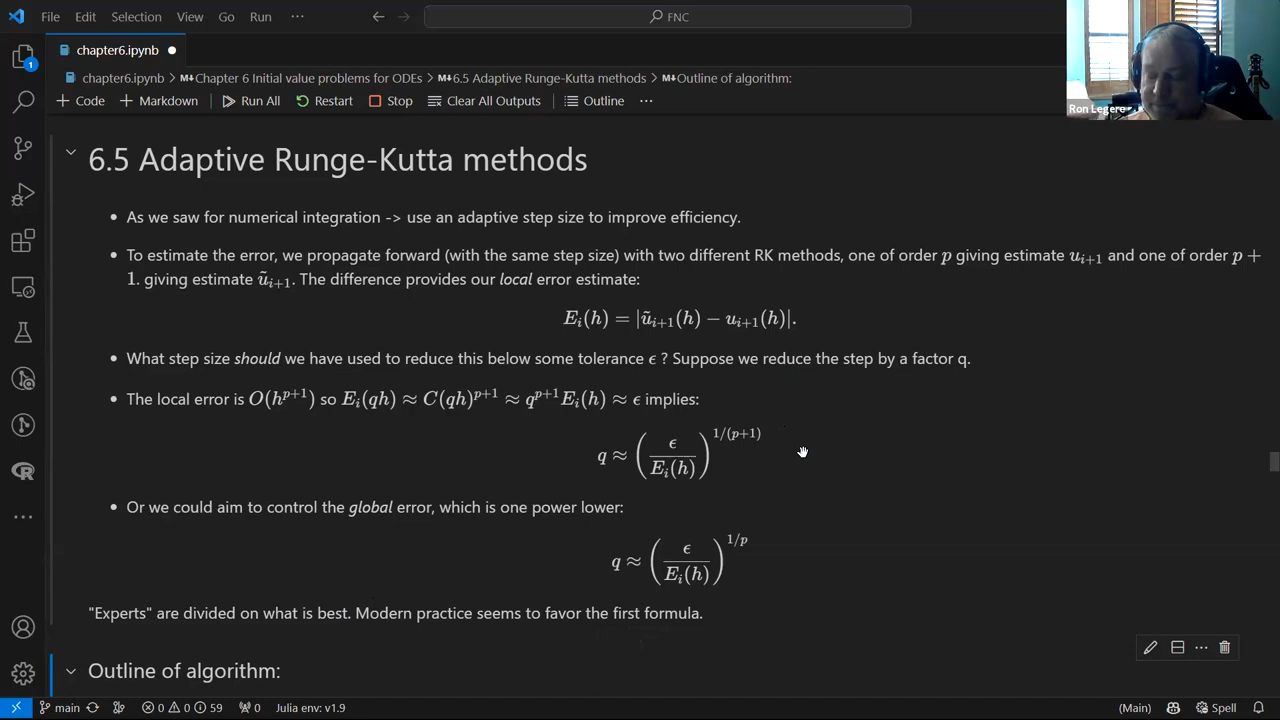 File Edit Selection View Go Run ··· FNC
chapter6.ipynb
chapter6.ipynb > Chapter 6 Initial value problems for > 6.5 Adaptive Runge-Kutta methods > Outline of algorithm:
+ Code + Markdown Run All Restart Stop Clear All Outputs Outline ···
Ron Legere
1
6.5 Adaptive Runge-Kutta methods
• As we saw for numerical integration -> use an adaptive step size to improve efficiency.
• To estimate the error, we propagate forward (with the same step size) with two different RK methods, one of order p giving estimate u_{i+1} and one of order p +
1. giving estimate ũ_{i+1}. The difference provides our local error estimate:
E_i(h) = |ũ_{i+1}(h) − u_{i+1}(h)|.
• What step size should we have used to reduce this below some tolerance ϵ ? Suppose we reduce the step by a factor q.
• The local error is O(h^{p+1}) so E_i(qh) ≈ C(qh)^{p+1} ≈ q^{p+1}E_i(h) ≈ ϵ implies:
q ≈ (ϵ / E_i(h))^{1/(p+1)}
• Or we could aim to control the global error, which is one power lower:
q ≈ (ϵ / E_i(h))^{1/p}
"Experts" are divided on what is best. Modern practice seems to favor the first formula.
Outline of algorithm:
main 0 0 59 0 Julia env: v1.9 (Main) Spell